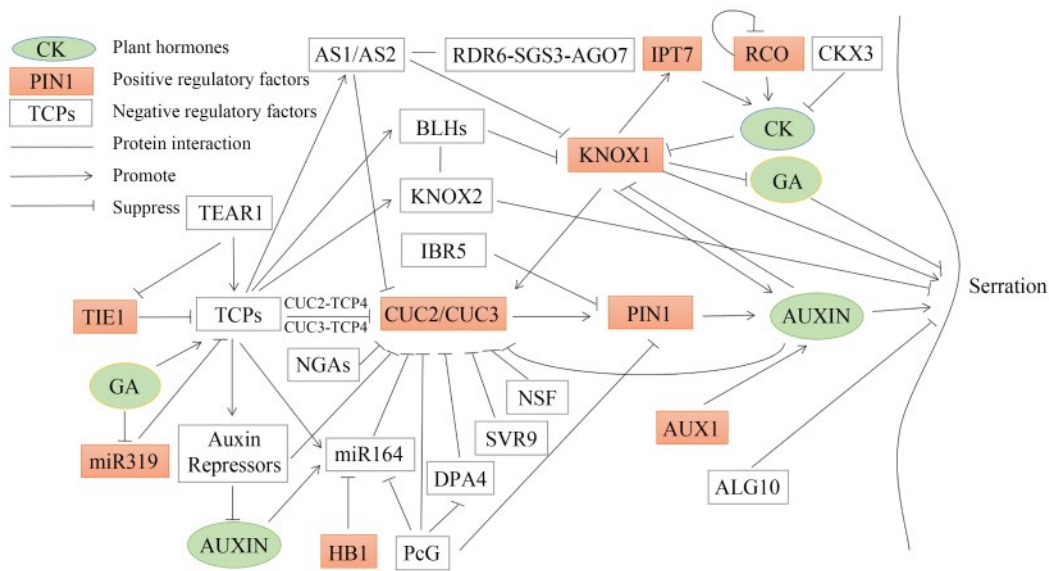 CK
Plant hormones
PIN1
Positive regulatory factors
TCPs
Negative regulatory factors
Protein interaction
Promote
Suppress
AS1/AS2
RDR6-SGS3-AGO7
IPT7
RCO
CKX3
BLHs
CK
KNOX1
GA
KNOX2
TEAR1
IBR5
Serration
TIE1
TCPs
CUC2-TCP4
CUC3-TCP4
CUC2/CUC3
PIN1
AUXIN
NGAs
GA
NSF
AUX1
SVR9
miR319
Auxin
Repressors
miR164
DPA4
ALG10
AUXIN
HB1
PcG